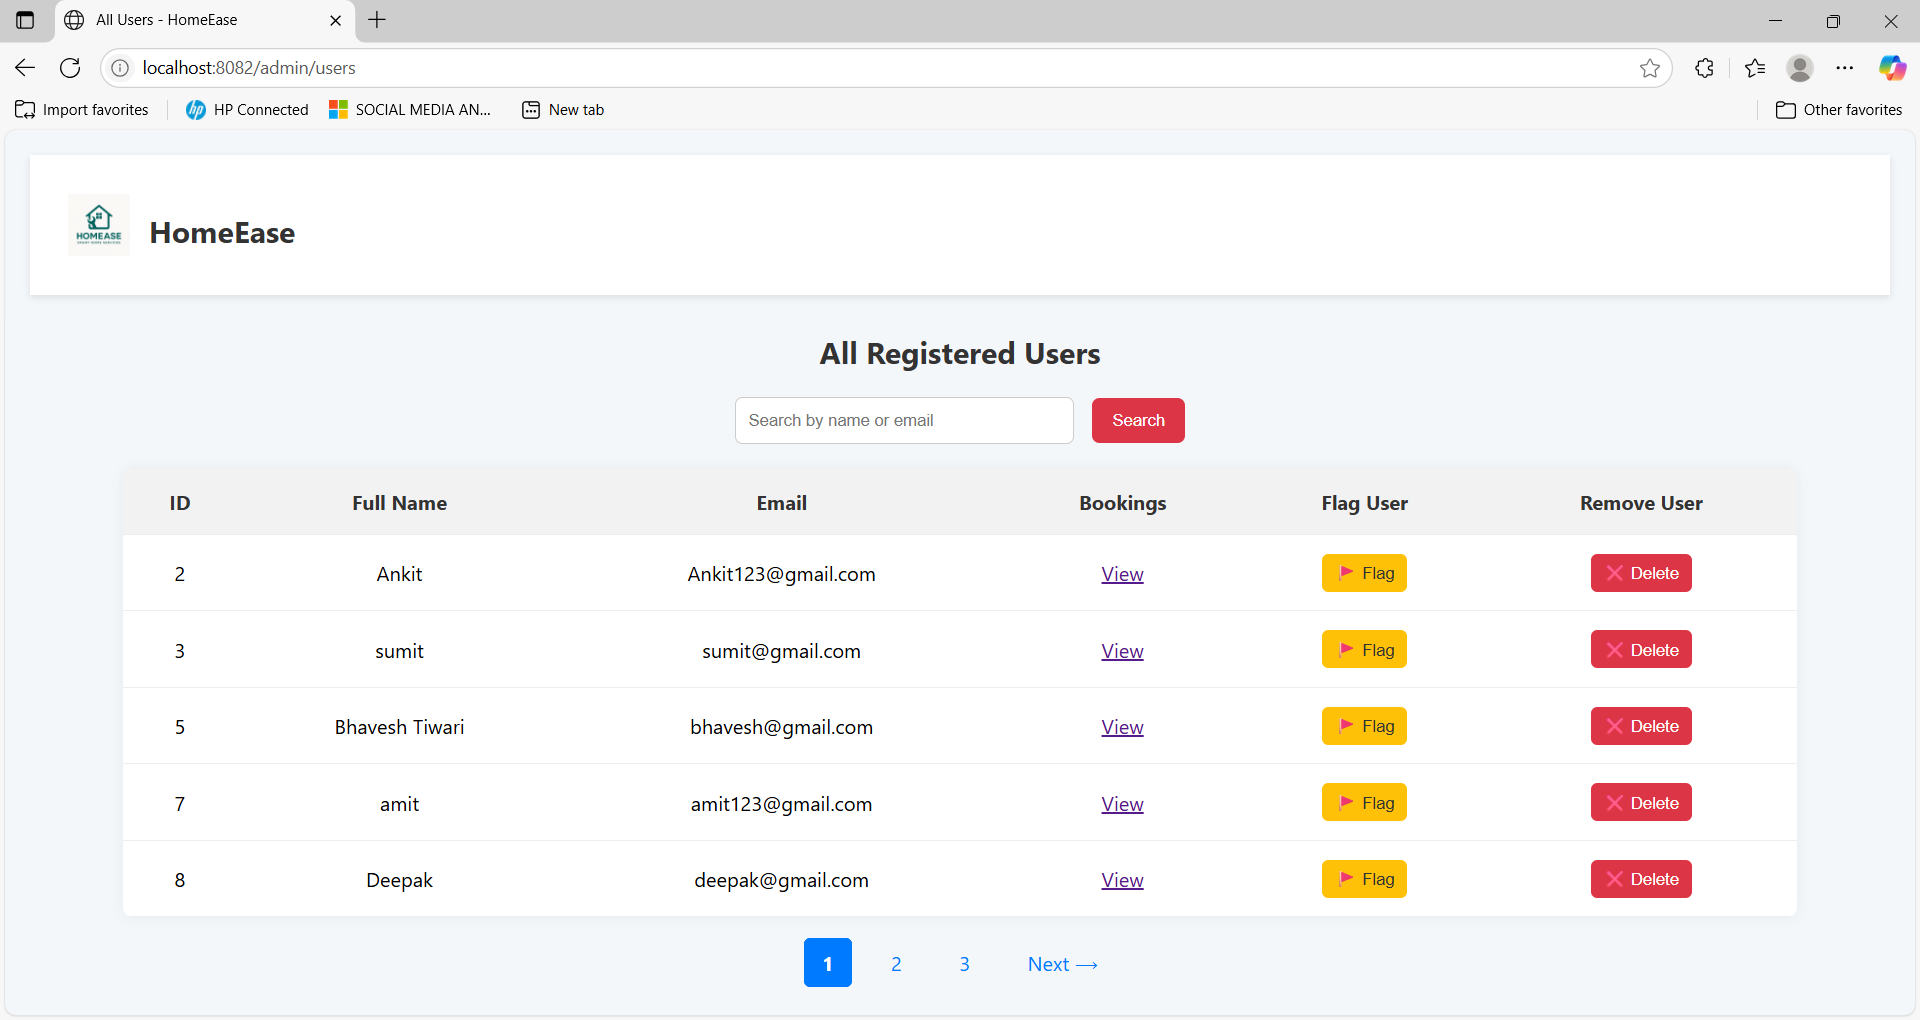 All Users - HomeEase
localhost:8082/admin/users
Import favorites HP Connected SOCIAL MEDIA AN... New tab Other favorites
HOMEASE
HomeEase
All Registered Users
Search by name or email Search
ID Full Name Email Bookings Flag User Remove User
2 Ankit Ankit123@gmail.com View Flag Delete
3 sumit sumit@gmail.com View Flag Delete
5 Bhavesh Tiwari bhavesh@gmail.com View Flag Delete
7 amit amit123@gmail.com View Flag Delete
8 Deepak deepak@gmail.com View Flag Delete
1 2 3 Next →